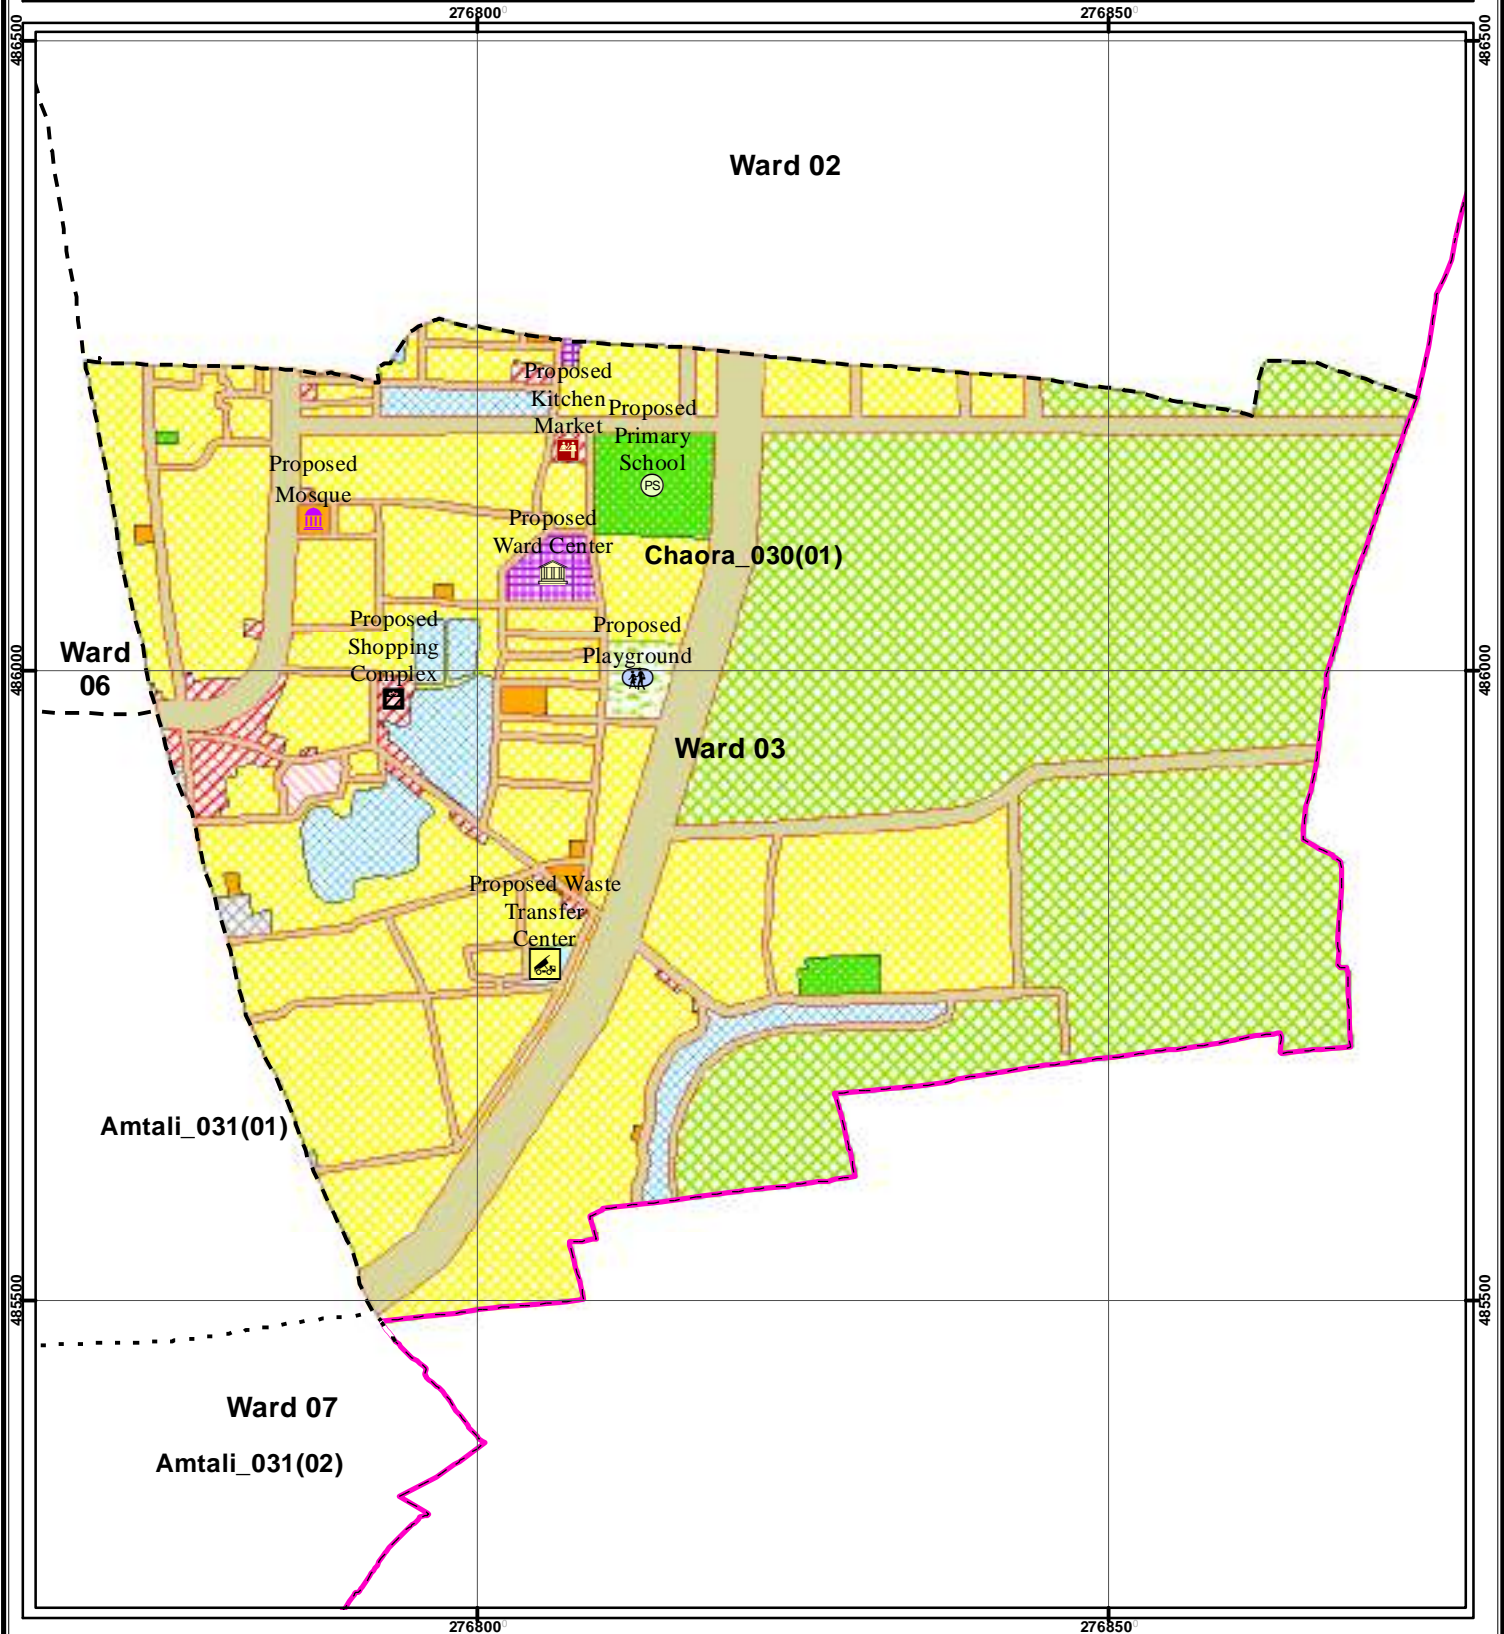 276800
276850
486500
486500
Ward 02
Proposed
Kitchen
Market
Proposed
Primary
School
PS
Proposed
Mosque
Proposed
Ward Center
Chaora_030(01)
Proposed
Shopping
Complex
Proposed
Playground
Ward
06
486000
486000
Ward 03
Proposed Waste
Transfer
Center
Amtali_031(01)
485500
485500
Ward 07
Amtali_031(02)
276800
276850